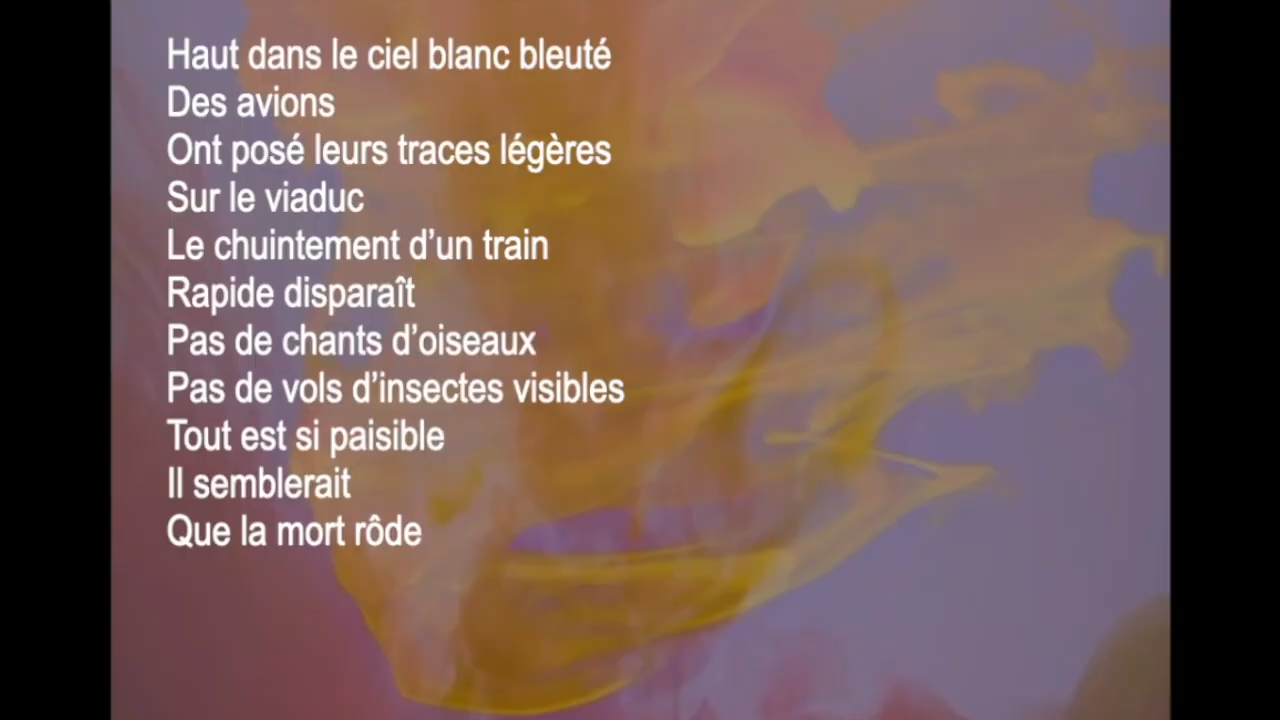 Haut dans le ciel blanc bleuté
Des avions
Ont posé leurs traces légères
Sur le viaduc
Le chuintement d’un train
Rapide disparaît
Pas de chants d’oiseaux
Pas de vols d’insectes visibles
Tout est si paisible
Il semblerait
Que la mort rôde